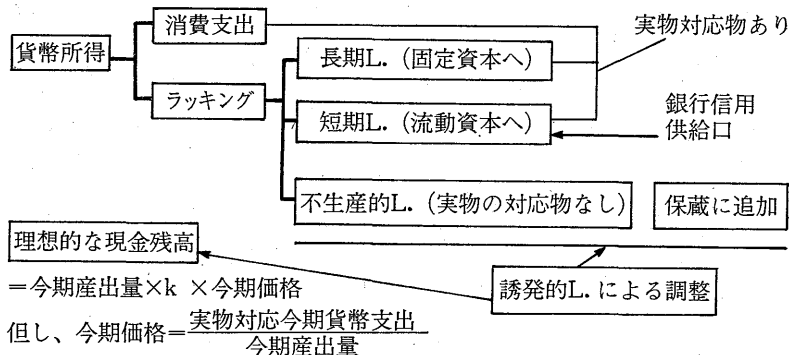 消費支出
実物対応物あり
貨幣所得
長期L.（固定資本へ）
ラッキング
短期L.（流動資本へ）
銀行信用
供給口
不生産的L.（実物の対応物なし）
保蔵に追加
理想的な現金残高
＝今期産出量×k ×今期価格
誘発的L.による調整
但し、今期価格＝実物対応今期貨幣支出
今期産出量